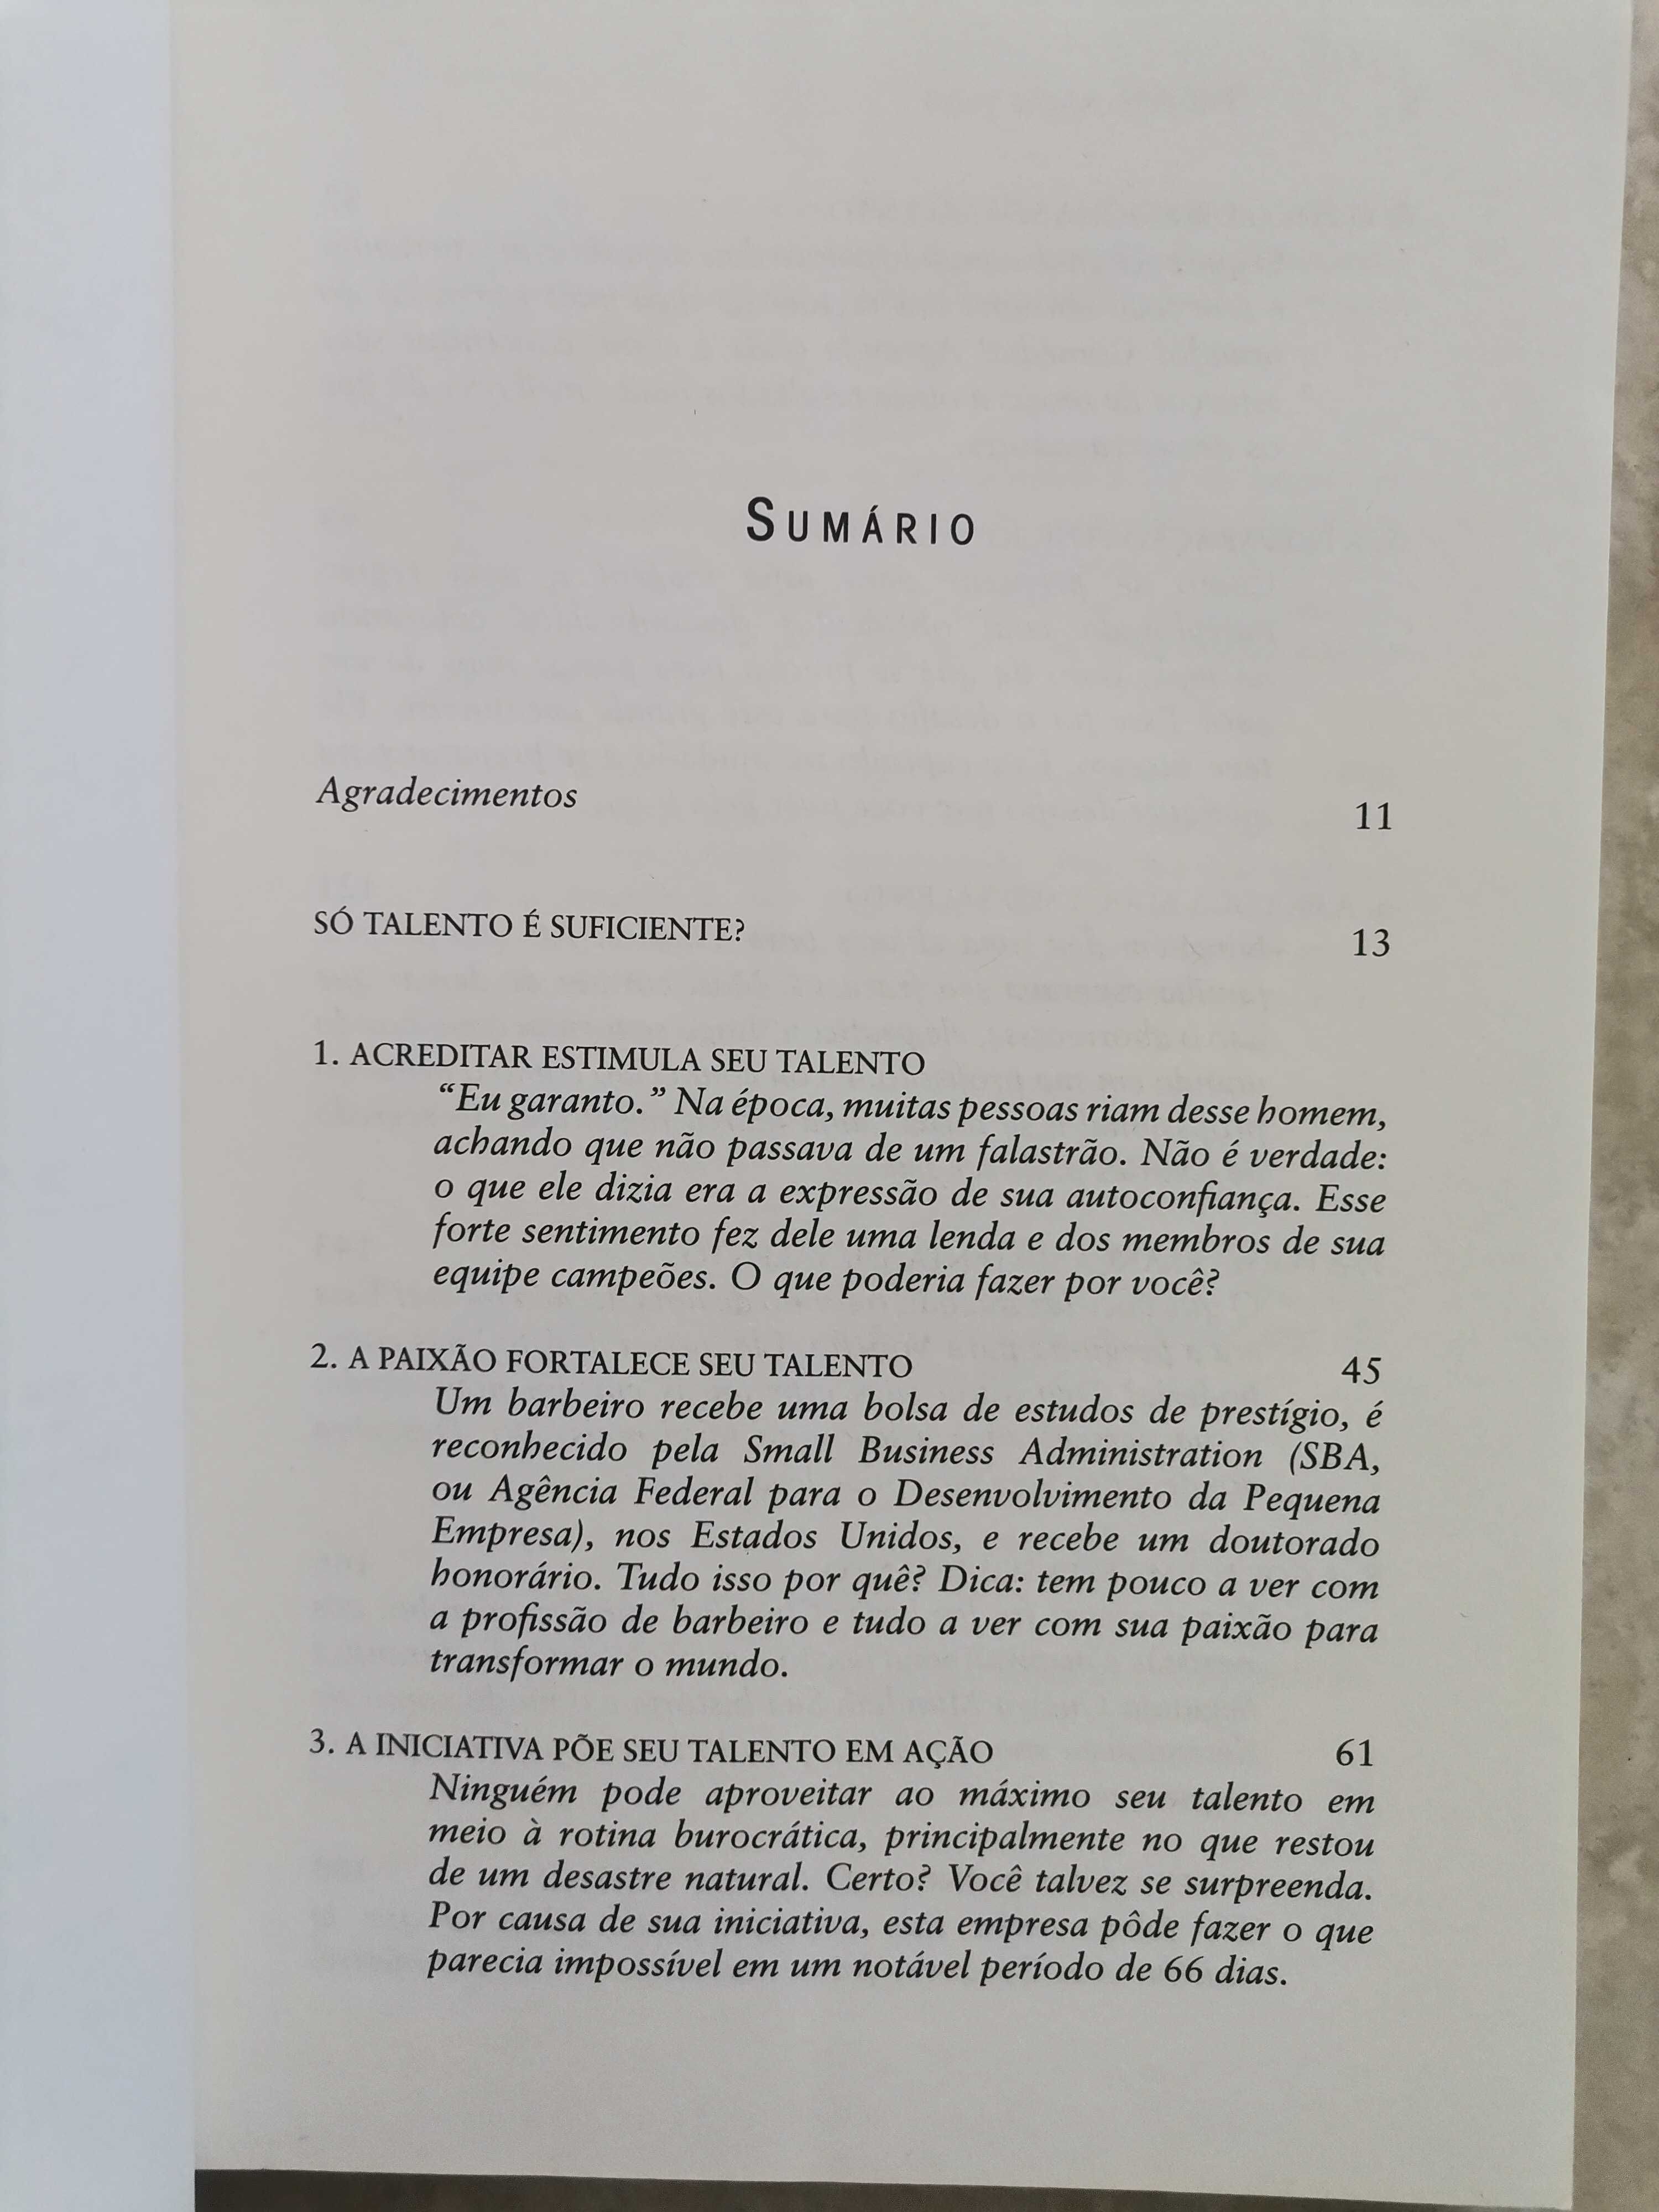 SUMÁRIO
Agradecimentos 11
SÓ TALENTO É SUFICIENTE? 13
1. ACREDITAR ESTIMULA SEU TALENTO
“Eu garanto.” Na época, muitas pessoas riam desse homem,
achando que não passava de um falastrão. Não é verdade:
o que ele dizia era a expressão de sua autoconfiança. Esse
forte sentimento fez dele uma lenda e dos membros de sua
equipe campeões. O que poderia fazer por você?
2. A PAIXÃO FORTALECE SEU TALENTO 45
Um barbeiro recebe uma bolsa de estudos de prestígio, é
reconhecido pela Small Business Administration (SBA,
ou Agência Federal para o Desenvolvimento da Pequena
Empresa), nos Estados Unidos, e recebe um doutorado
honorário. Tudo isso por quê? Dica: tem pouco a ver com
a profissão de barbeiro e tudo a ver com sua paixão para
transformar o mundo.
3. A INICIATIVA PÕE SEU TALENTO EM AÇÃO 61
Ninguém pode aproveitar ao máximo seu talento em
meio à rotina burocrática, principalmente no que restou
de um desastre natural. Certo? Você talvez se surpreenda.
Por causa de sua iniciativa, esta empresa pôde fazer o que
parecia impossível em um notável período de 66 dias.